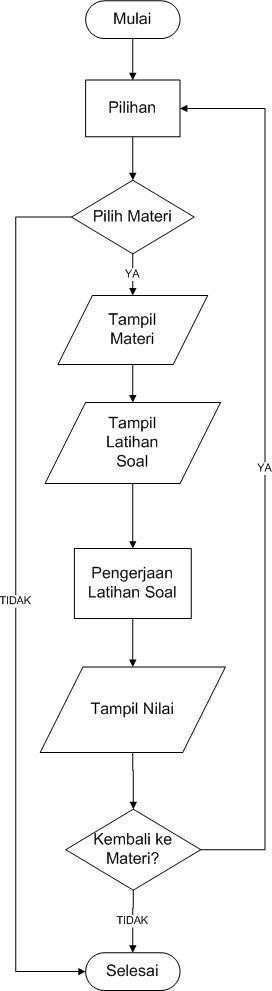 Mulai
Pilihan
Pilih Materi
YA
Tampil
Materi
Tampil
Latihan
Soal
YA
Pengerjaan
Latihan Soal
TIDAK
Tampil Nilai
Kembali ke
Materi?
TIDAK
Selesai